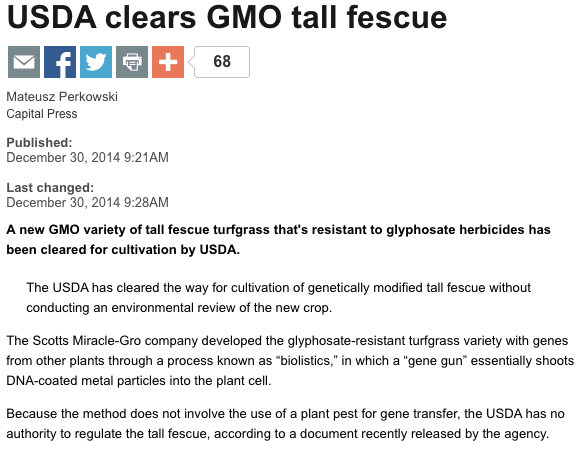 USDA clears GMO tall fescue
68
Mateusz Perkowski
Capital Press
Published:
December 30, 2014 9:21AM
Last changed:
December 30, 2014 9:28AM
A new GMO variety of tall fescue turfgrass that's resistant to glyphosate herbicides has
been cleared for cultivation by USDA.
The USDA has cleared the way for cultivation of genetically modified tall fescue without
conducting an environmental review of the new crop.
The Scotts Miracle-Gro company developed the glyphosate-resistant turfgrass variety with genes
from other plants through a process known as “biolistics,” in which a “gene gun” essentially shoots
DNA-coated metal particles into the plant cell.
Because the method does not involve the use of a plant pest for gene transfer, the USDA has no
authority to regulate the tall fescue, according to a document recently released by the agency.